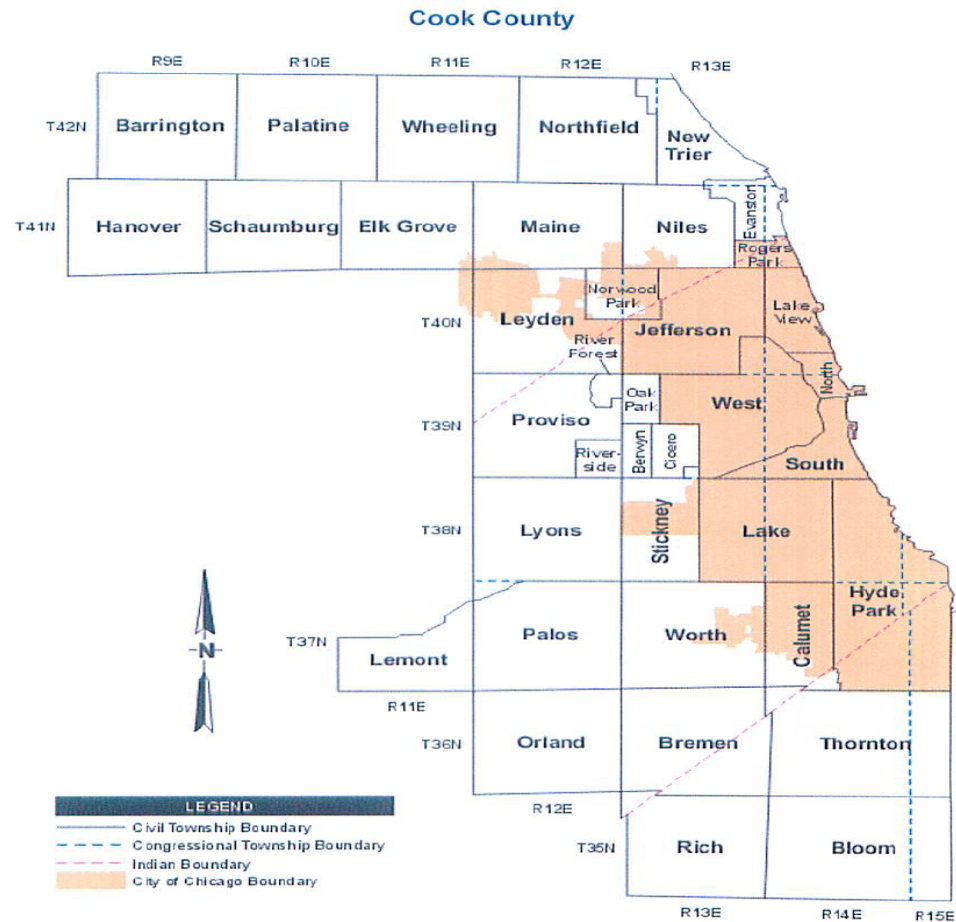 Cook County
R9E
R10E
R11E
R12E
R13E
T42N
Barrington
Palatine
Wheeling
Northfield
New
Trier
T41N
Hanover
Schaumburg
Elk Grove
Maine
Niles
Evanston
Rogers
Park
T40N
Leyden
Norwood
Park
Jefferson
Lake
View
River
Forest
North
T39N
Proviso
Oak
Park
West
River-
side
Berwyn
Cicero
South
T38N
Lyons
Stickney
Lake
Hyde
Park
T37N
Lemont
Palos
Worth
Calumet
N
R11E
T36N
Orland
Bremen
Thornton
R12E
T35N
Rich
Bloom
R13E
R14E
R15E
LEGEND
Civil Township Boundary
Congressional Township Boundary
Indian Boundary
City of Chicago Boundary